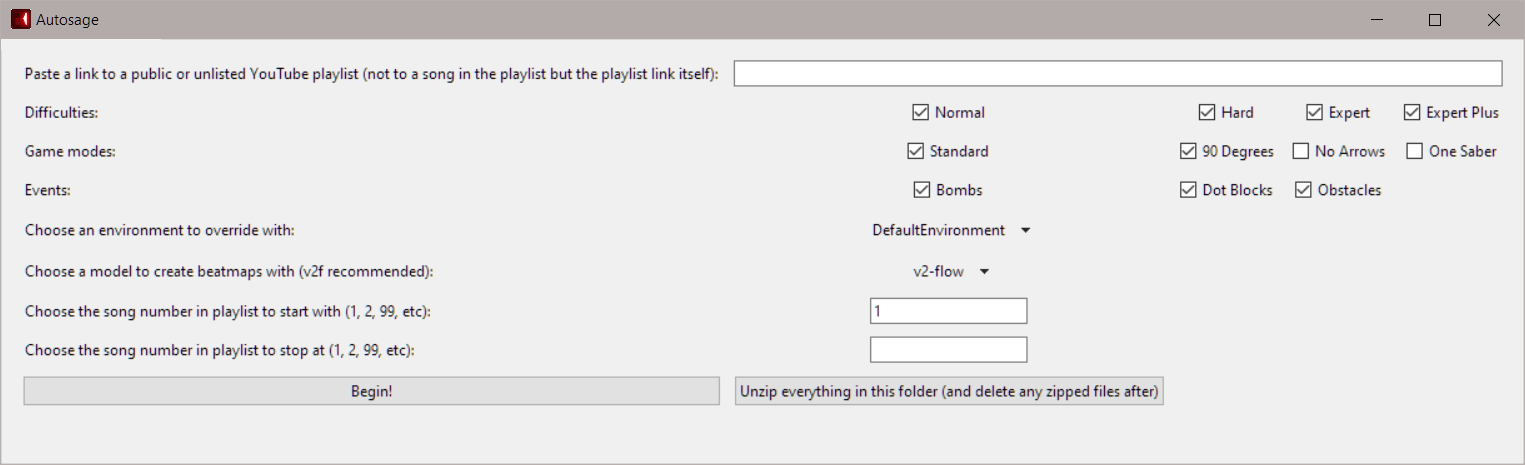 Autosage
Paste a link to a public or unlisted YouTube playlist (not to a song in the playlist but the playlist link itself):
Difficulties: Normal Hard Expert Expert Plus
Game modes: Standard 90 Degrees No Arrows One Saber
Events: Bombs Dot Blocks Obstacles
Choose an environment to override with: DefaultEnvironment
Choose a model to create beatmaps with (v2f recommended): v2-flow
Choose the song number in playlist to start with (1, 2, 99, etc): 1
Choose the song number in playlist to stop at (1, 2, 99, etc):
Begin! Unzip everything in this folder (and delete any zipped files after)